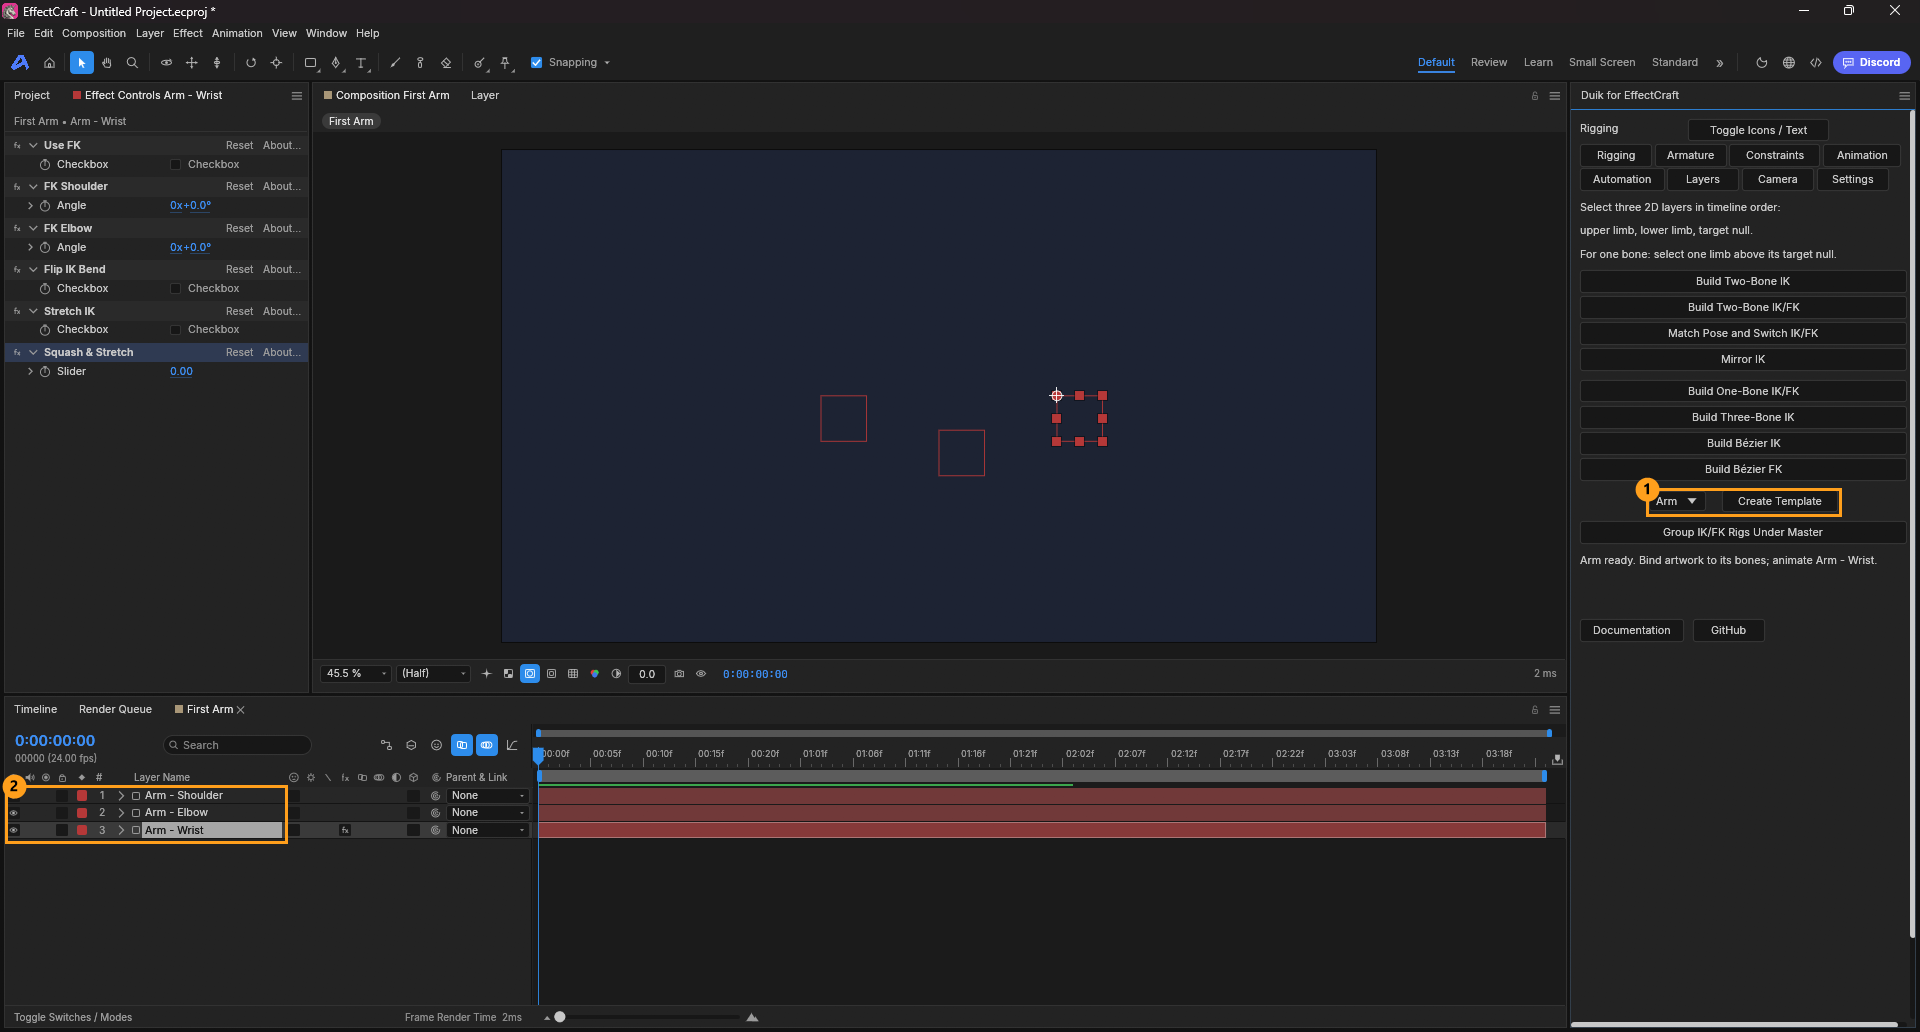 EffectCraft - Untitled Project.ecproj *
File Edit Composition Layer Effect Animation View Window Help
Snapping
Default Review Learn Small Screen Standard » Discord
Project Effect Controls Arm - Wrist
First Arm • Arm - Wrist
fx Use FK Reset About...
Checkbox Checkbox
fx FK Shoulder Reset About...
Angle 0x+0.0°
fx FK Elbow Reset About...
Angle 0x+0.0°
fx Flip IK Bend Reset About...
Checkbox Checkbox
fx Stretch IK Reset About...
Checkbox Checkbox
fx Squash & Stretch Reset About...
Slider 0.00
Composition First Arm Layer
First Arm
45.5 % (Half) 0.0 0:00:00:00 2 ms
Duik for EffectCraft
Rigging Toggle Icons / Text
Rigging Armature Constraints Animation
Automation Layers Camera Settings
Select three 2D layers in timeline order:
upper limb, lower limb, target null.
For one bone: select one limb above its target null.
Build Two-Bone IK
Build Two-Bone IK/FK
Match Pose and Switch IK/FK
Mirror IK
Build One-Bone IK/FK
Build Three-Bone IK
Build Bézier IK
Build Bézier FK
1
Arm Create Template
Group IK/FK Rigs Under Master
Arm ready. Bind artwork to its bones; animate Arm - Wrist.
Documentation GitHub
Timeline Render Queue First Arm
0:00:00:00 Search
00000 (24.00 fps)
00:00f 00:05f 00:10f 00:15f 00:20f 01:01f 01:06f 01:11f 01:16f 01:21f 02:02f 02:07f 02:12f 02:17f 02:22f 03:03f 03:08f 03:13f 03:18f
# Layer Name fx Parent & Link
2
1 Arm - Shoulder None
2 Arm - Elbow None
3 Arm - Wrist fx None
Toggle Switches / Modes Frame Render Time 2ms